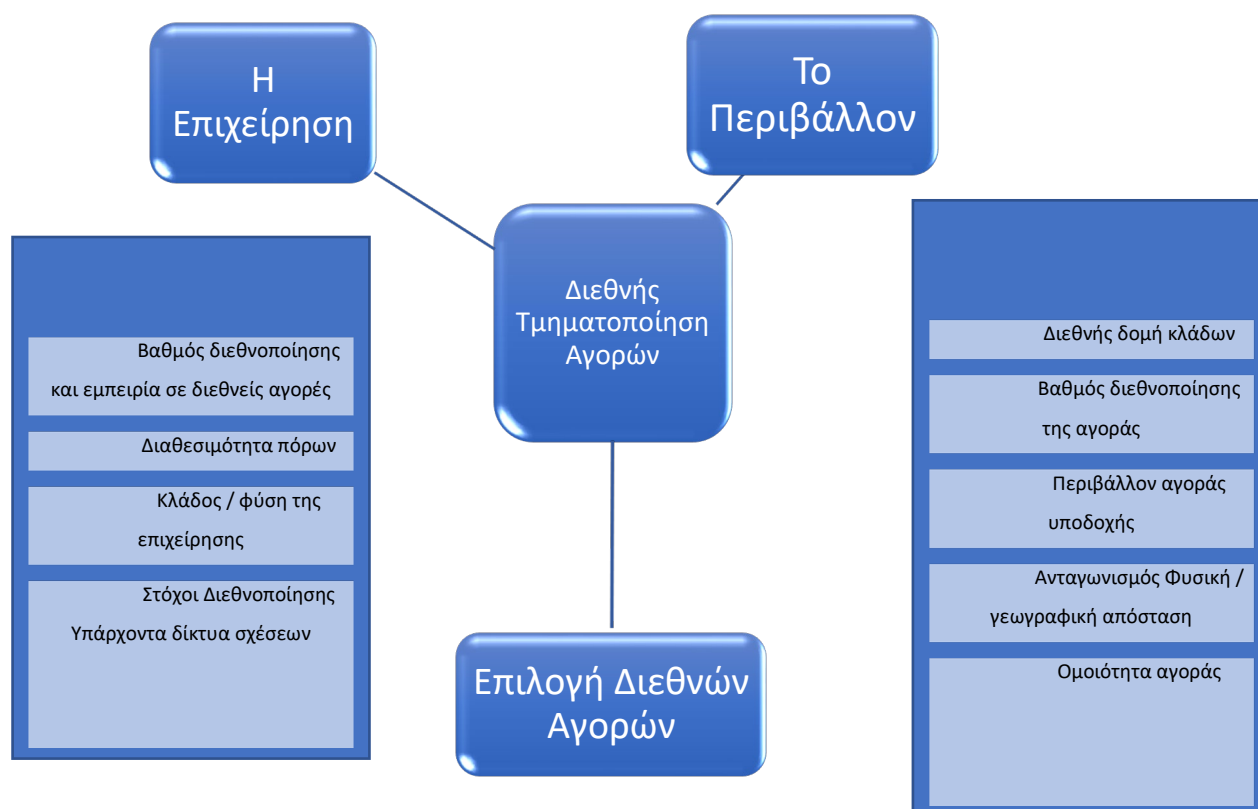 Η
Επιχείρηση
Το
Περιβάλλον
Διεθνής
Τμηματοποίηση
Αγορών
Βαθμός διεθνοποίησης
και εμπειρία σε διεθνείς αγορές
Διαθεσιμότητα πόρων
Κλάδος / φύση της
επιχείρησης
Στόχοι Διεθνοποίησης
Υπάρχοντα δίκτυα σχέσεων
Διεθνής δομή κλάδων
Βαθμός διεθνοποίησης
της αγοράς
Περιβάλλον αγοράς
υποδοχής
Ανταγωνισμός Φυσική /
γεωγραφική απόσταση
Ομοιότητα αγοράς
Επιλογή Διεθνών
Αγορών